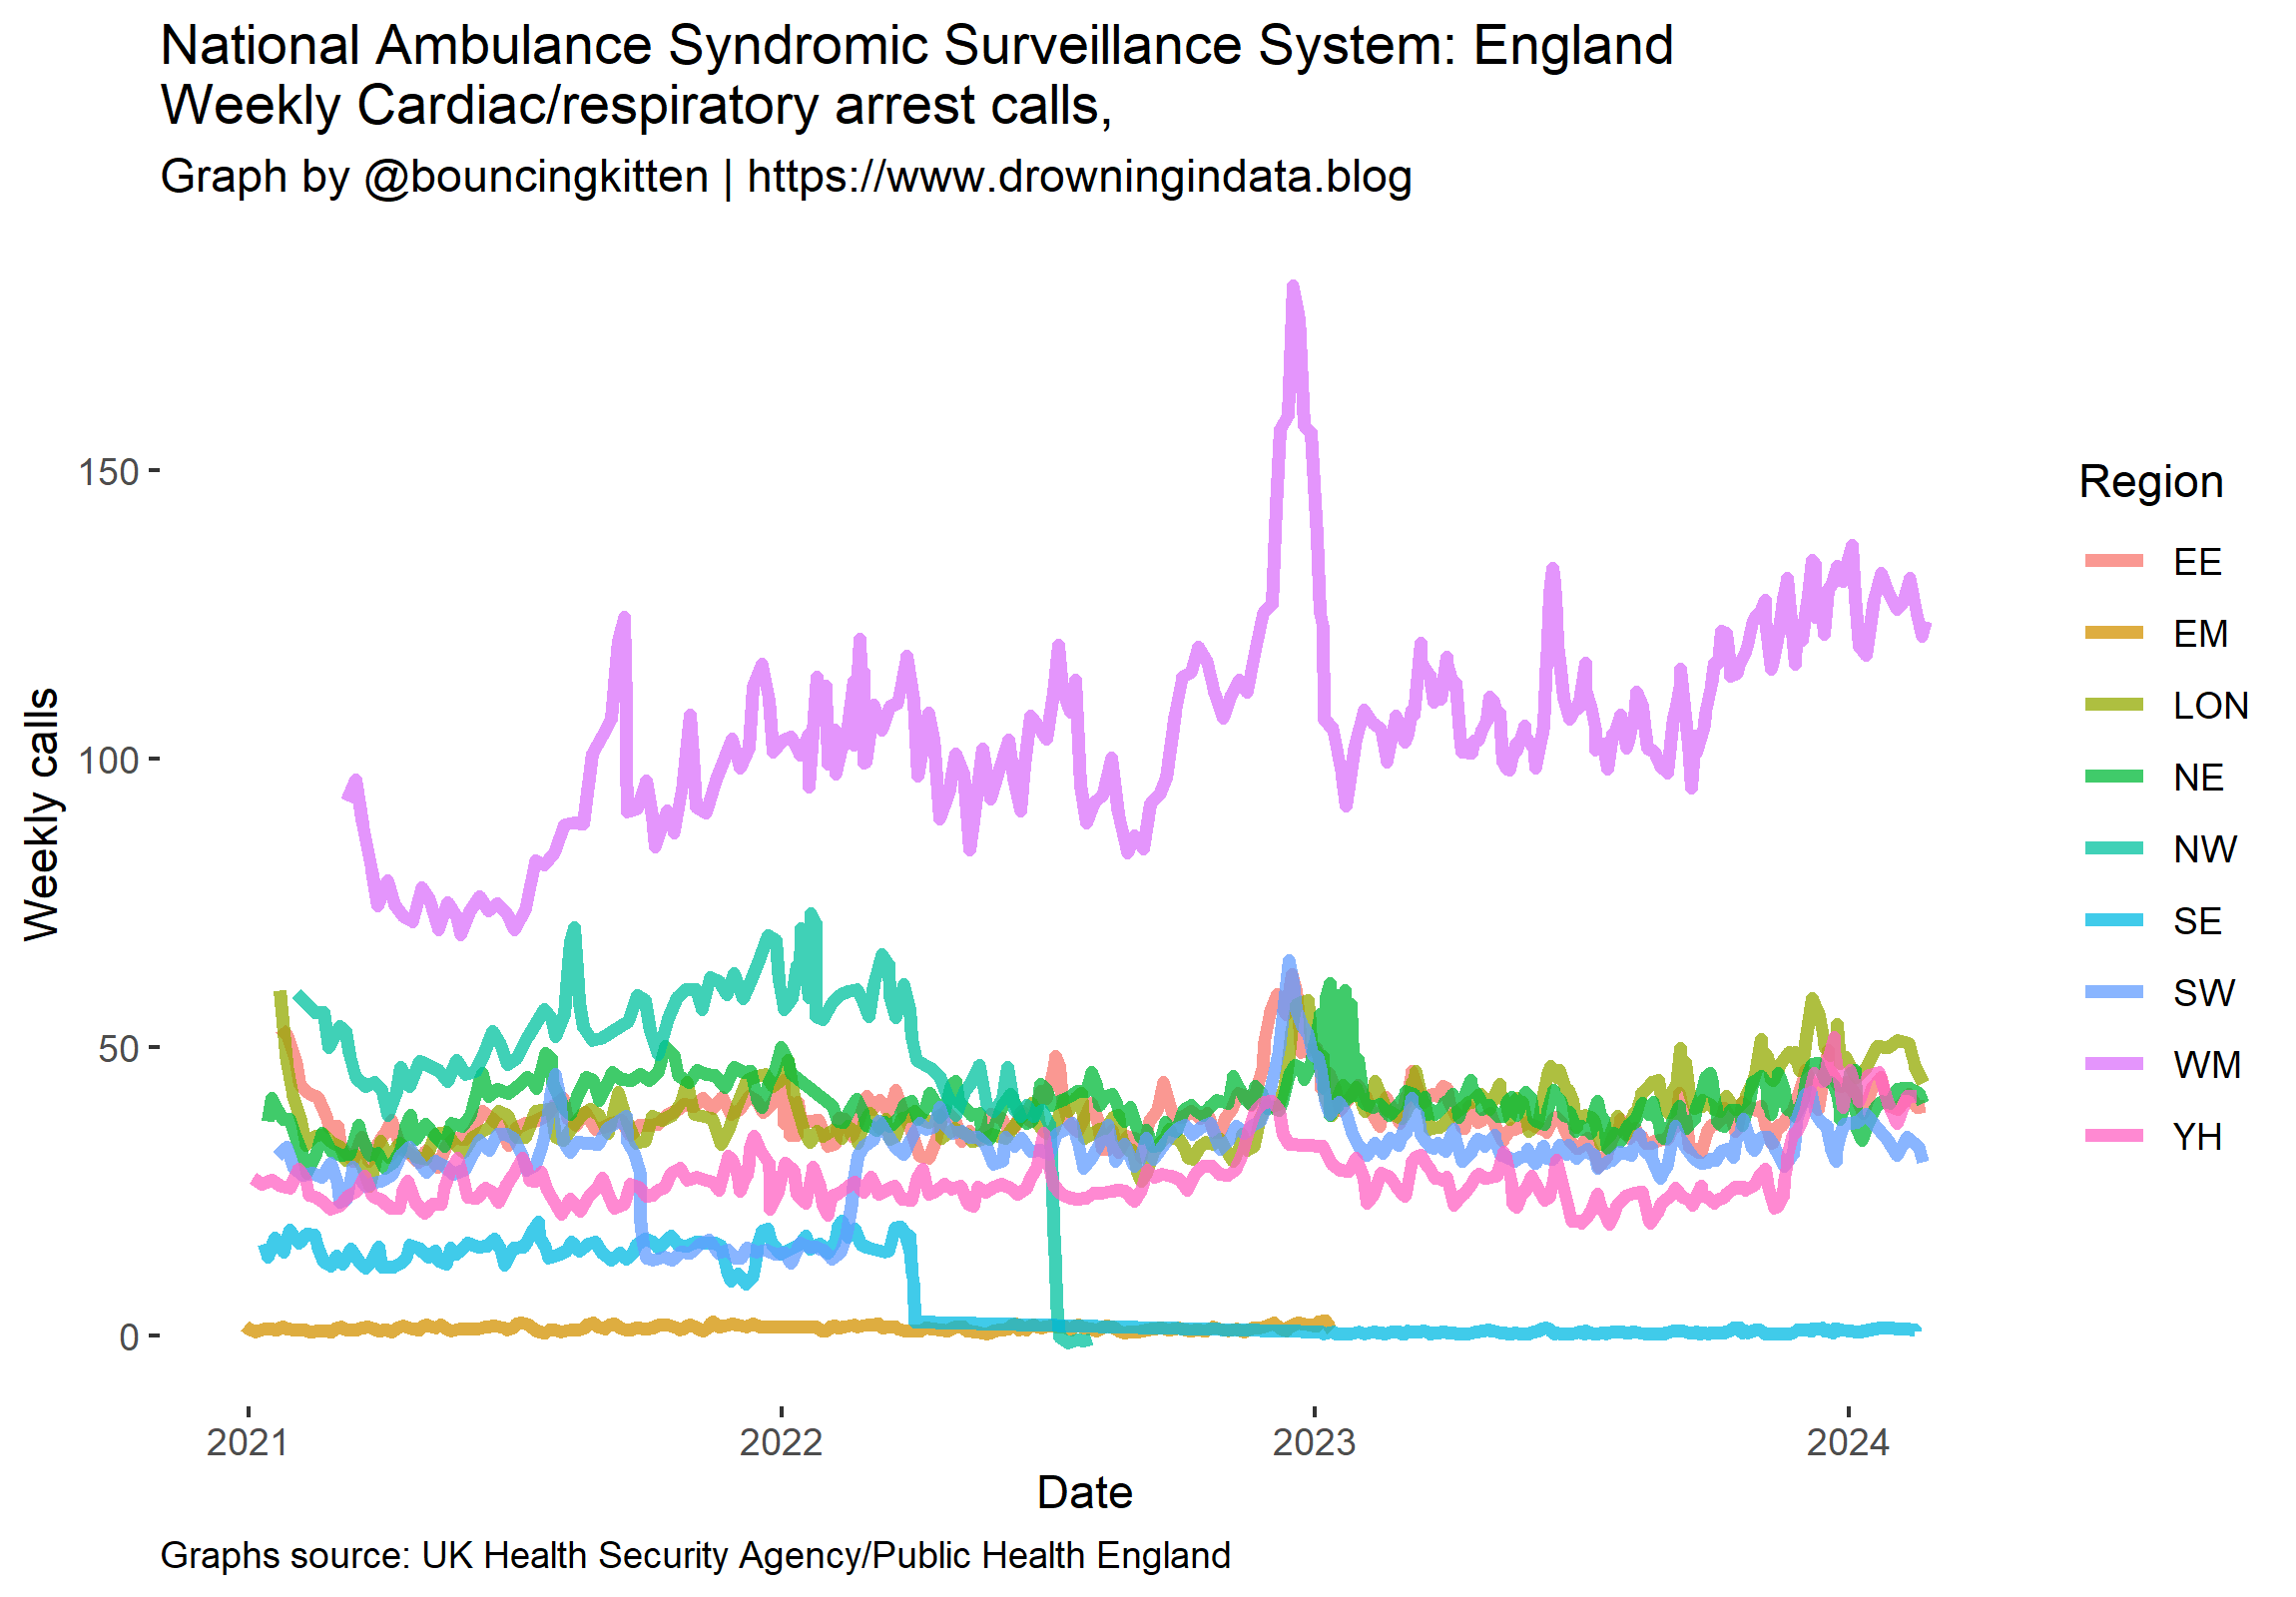 National Ambulance Syndromic Surveillance System: England
Weekly Cardiac/respiratory arrest calls,
Graph by @bouncingkitten | https://www.drowningindata.blog
150
100
50
0
Weekly calls
2021
2022
2023
2024
Date
Region
EE
EM
LON
NE
NW
SE
SW
WM
YH
Graphs source: UK Health Security Agency/Public Health England